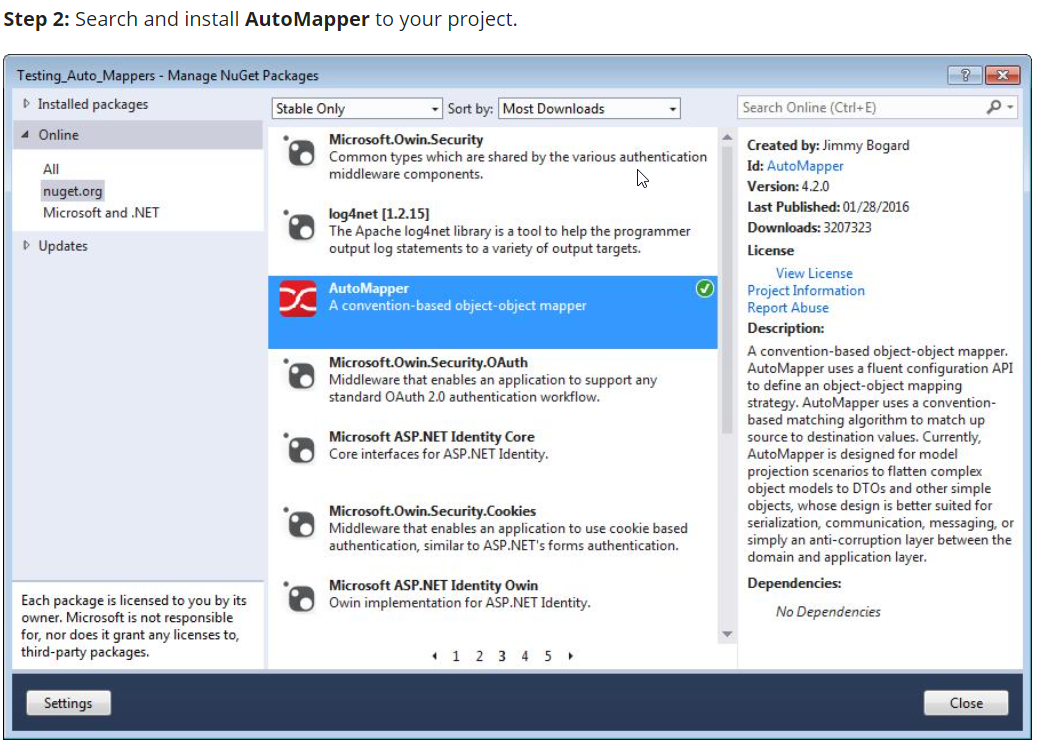 Step 2: Search and install AutoMapper to your project.
Testing_Auto_Mappers - Manage NuGet Packages
Installed packages
Online
All
nuget.org
Microsoft and .NET
Updates
Each package is licensed to you by its
owner. Microsoft is not responsible
for, nor does it grant any licenses to,
third-party packages.
Stable Only
Sort by: Most Downloads
Microsoft.Owin.Security
Common types which are shared by the various authentication
middleware components.
log4net [1.2.15]
The Apache log4net library is a tool to help the programmer
output log statements to a variety of output targets.
AutoMapper
A convention-based object-object mapper
Microsoft.Owin.Security.OAuth
Middleware that enables an application to support any
standard OAuth 2.0 authentication workflow.
Microsoft ASP.NET Identity Core
Core interfaces for ASP.NET Identity.
Microsoft.Owin.Security.Cookies
Middleware that enables an application to use cookie based
authentication, similar to ASP.NET's forms authentication.
Microsoft ASP.NET Identity Owin
Owin implementation for ASP.NET Identity.
1 2 3 4 5
Search Online (Ctrl+E)
Created by: Jimmy Bogard
Id: AutoMapper
Version: 4.2.0
Last Published: 01/28/2016
Downloads: 3207323
License
View License
Project Information
Report Abuse
Description:
A convention-based object-object mapper.
AutoMapper uses a fluent configuration API
to define an object-object mapping
strategy. AutoMapper uses a convention-
based matching algorithm to match up
source to destination values. Currently,
AutoMapper is designed for model
projection scenarios to flatten complex
object models to DTOs and other simple
objects, whose design is better suited for
serialization, communication, messaging, or
simply an anti-corruption layer between the
domain and application layer.
Dependencies:
No Dependencies
Settings
Close